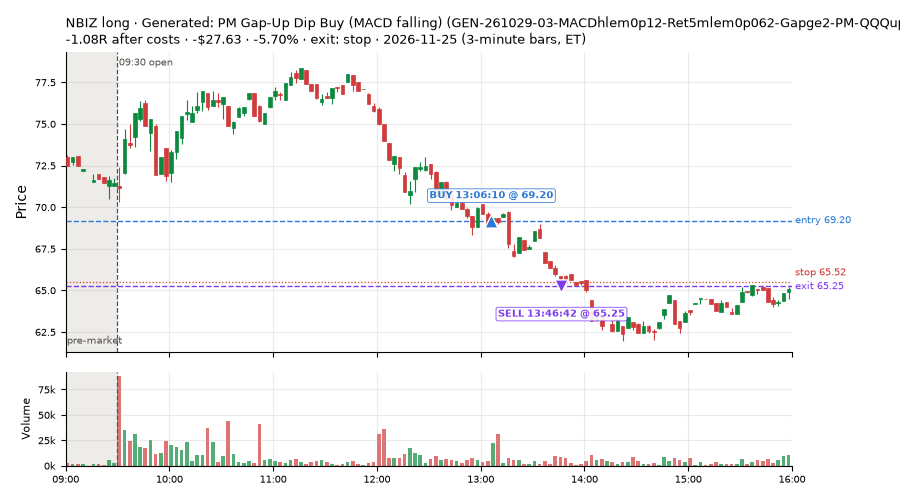 NBIZ long · Generated: PM Gap-Up Dip Buy (MACD falling) (GEN-261029-03-MACDhlem0p12-Ret5mlem0p062-Gapge2-PM-QQQup
-1.08R after costs · -$27.63 · -5.70% · exit: stop · 2026-11-25 (3-minute bars, ET)
09:30 open
77.5
75.0
72.5
70.0
67.5
65.0
62.5
Price
BUY 13:06:10 @ 69.20
entry 69.20
stop 65.52
exit 65.25
SELL 13:46:42 @ 65.25
pre-market
75k
50k
25k
0k
Volume
09:00
10:00
11:00
12:00
13:00
14:00
15:00
16:00